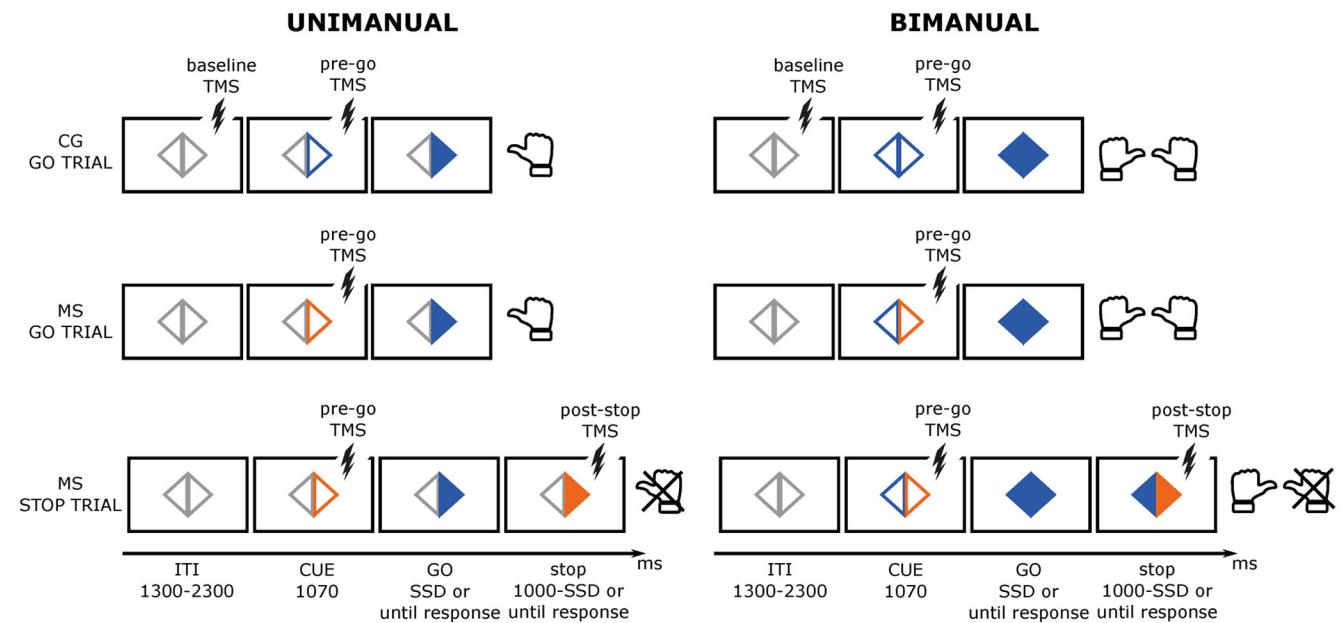 UNIMANUAL
BIMANUAL
baseline
TMS
pre-go
TMS
baseline
TMS
pre-go
TMS
CG
GO TRIAL
pre-go
TMS
pre-go
TMS
MS
GO TRIAL
pre-go
TMS
post-stop
TMS
pre-go
TMS
post-stop
TMS
MS
STOP TRIAL
ms
ms
ITI
1300-2300
CUE
1070
GO
SSD or
until response
stop
1000-SSD or
until response
ITI
1300-2300
CUE
1070
GO
SSD or
until response
stop
1000-SSD or
until response